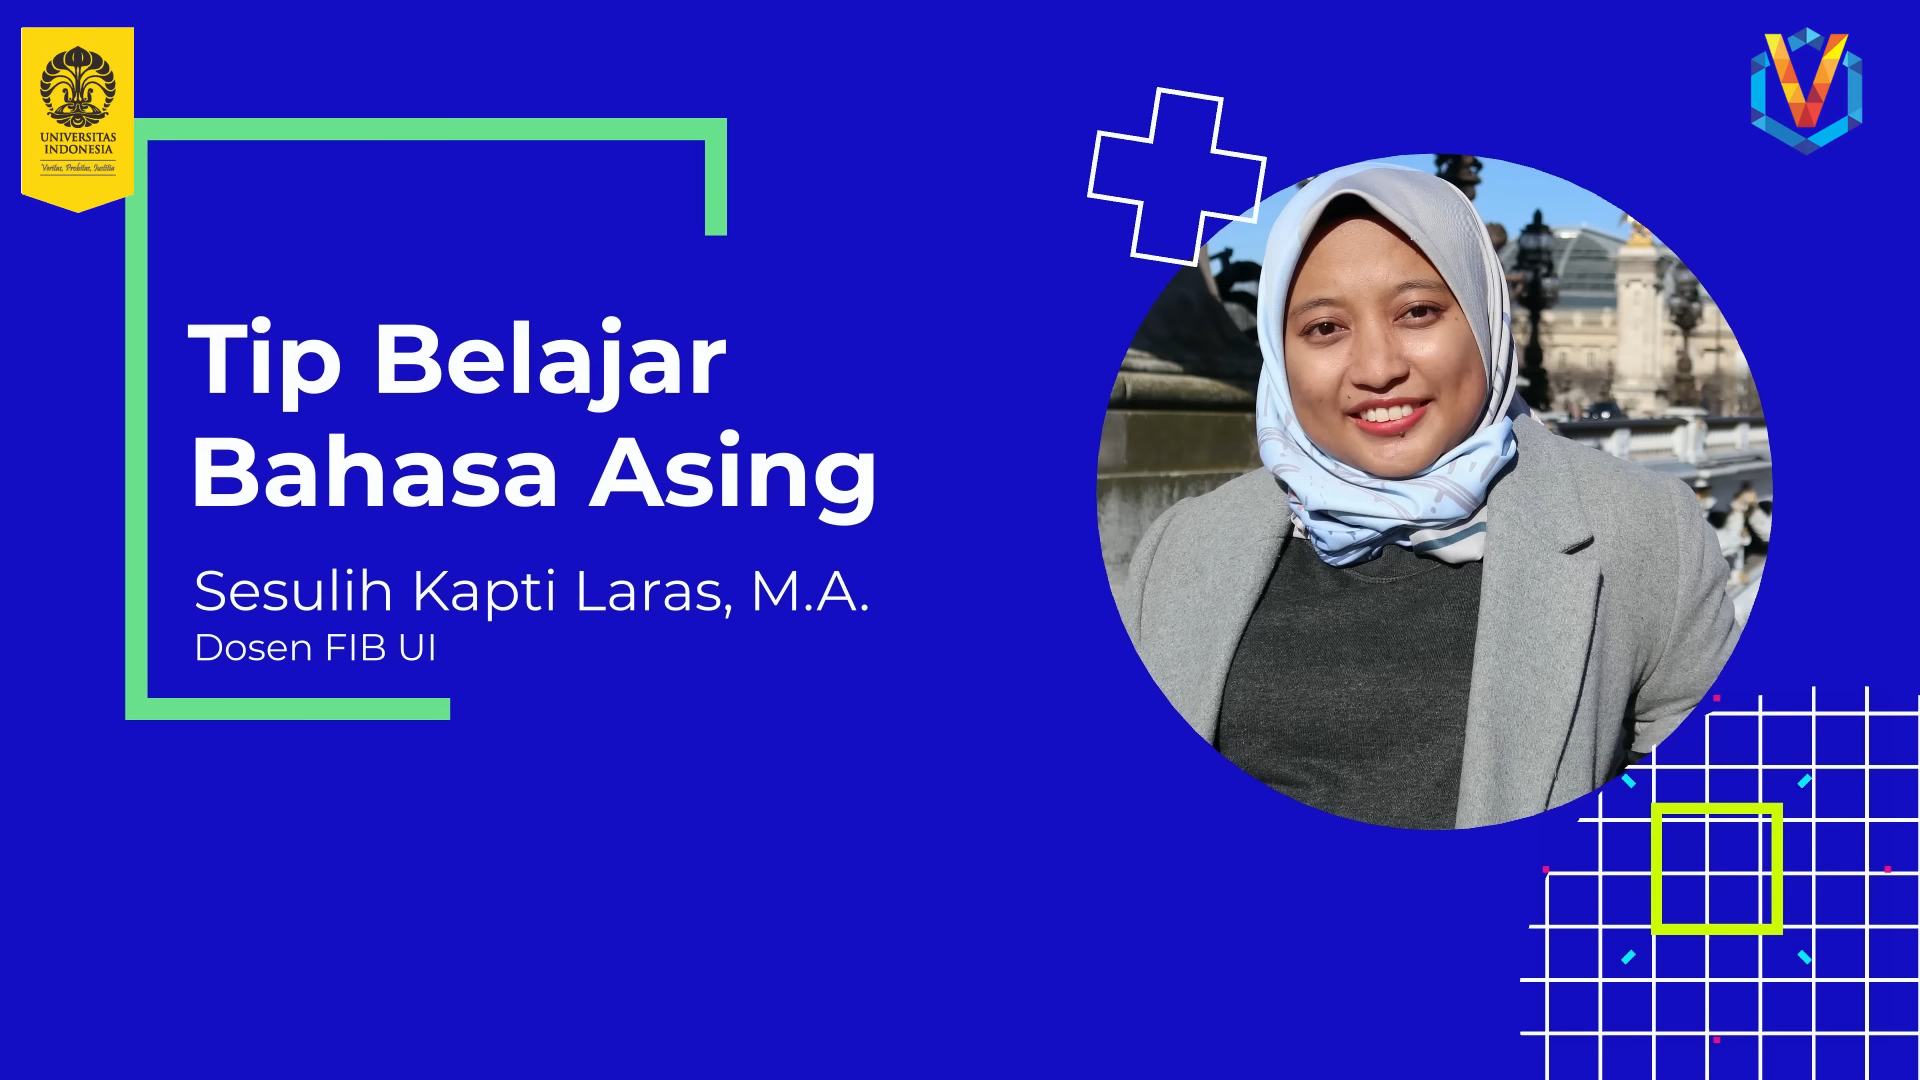 UNIVERSITAS
INDONESIA
Veritas, Probitas, Iustitia
Tip Belajar
Bahasa Asing
Sesulih Kapti Laras, M.A.
Dosen FIB UI